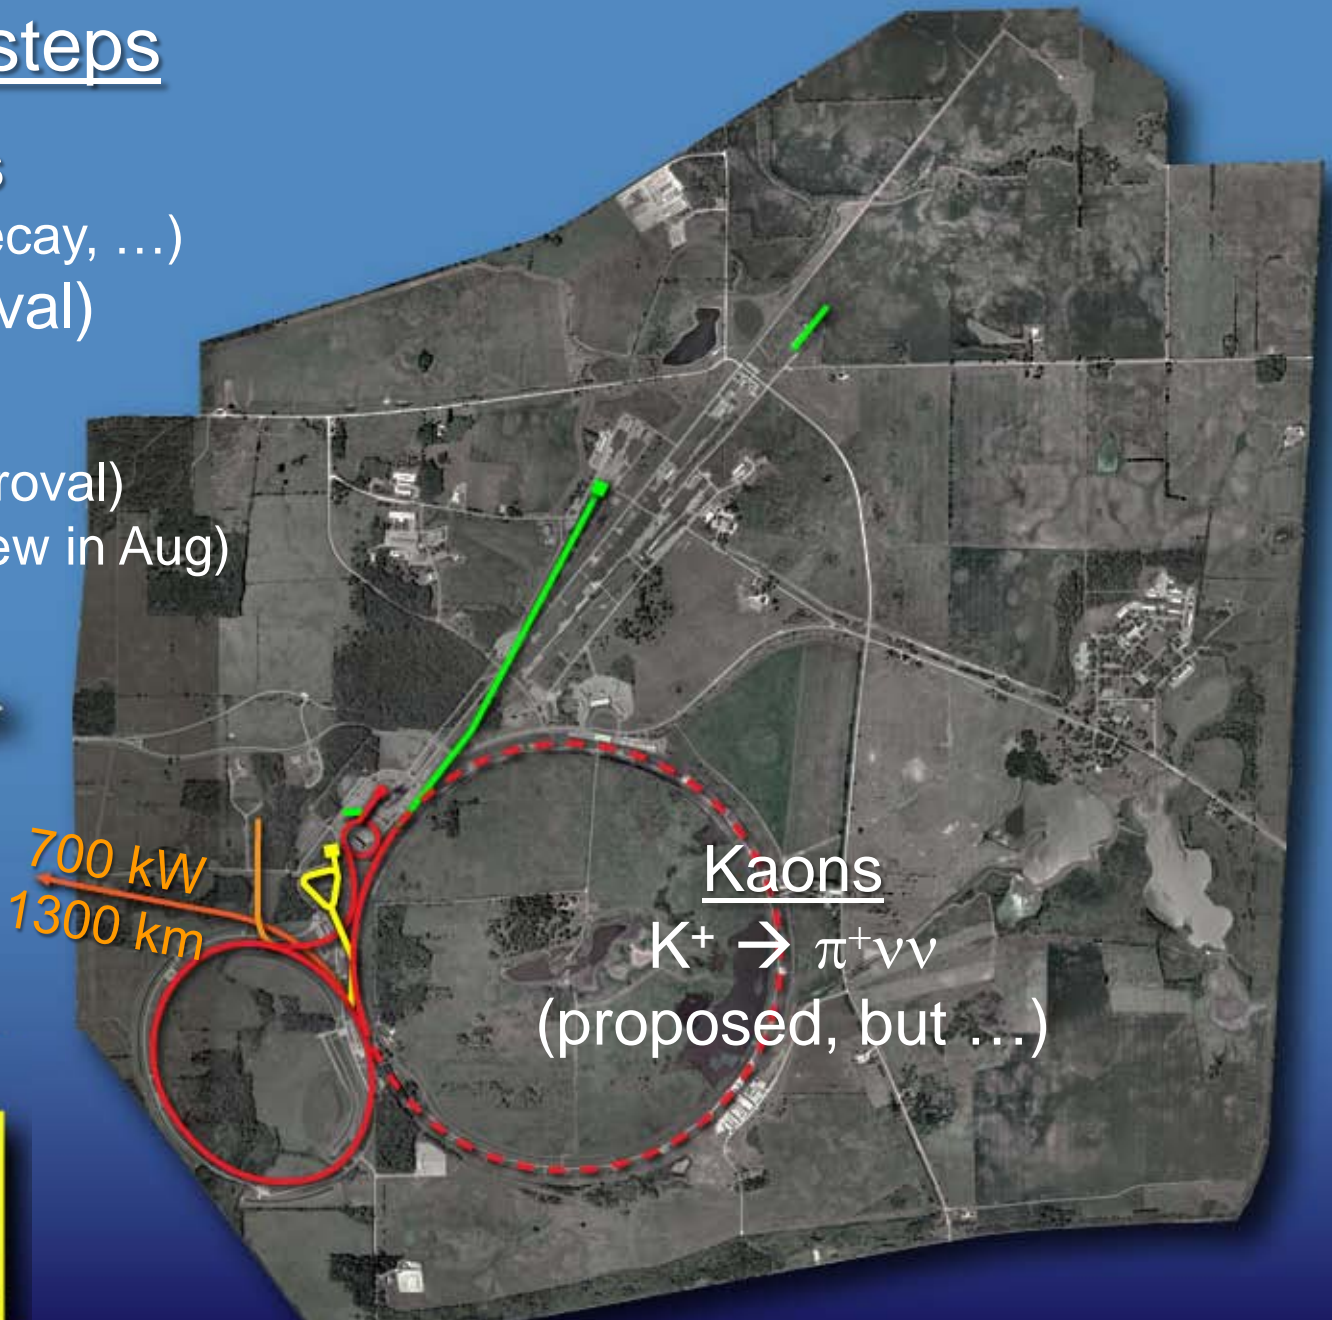 steps
s
ecay, …)
val)
roval)
ew in Aug)
700 kW
1300 km
Kaons
K⁺ → π⁺νν
(proposed, but …)